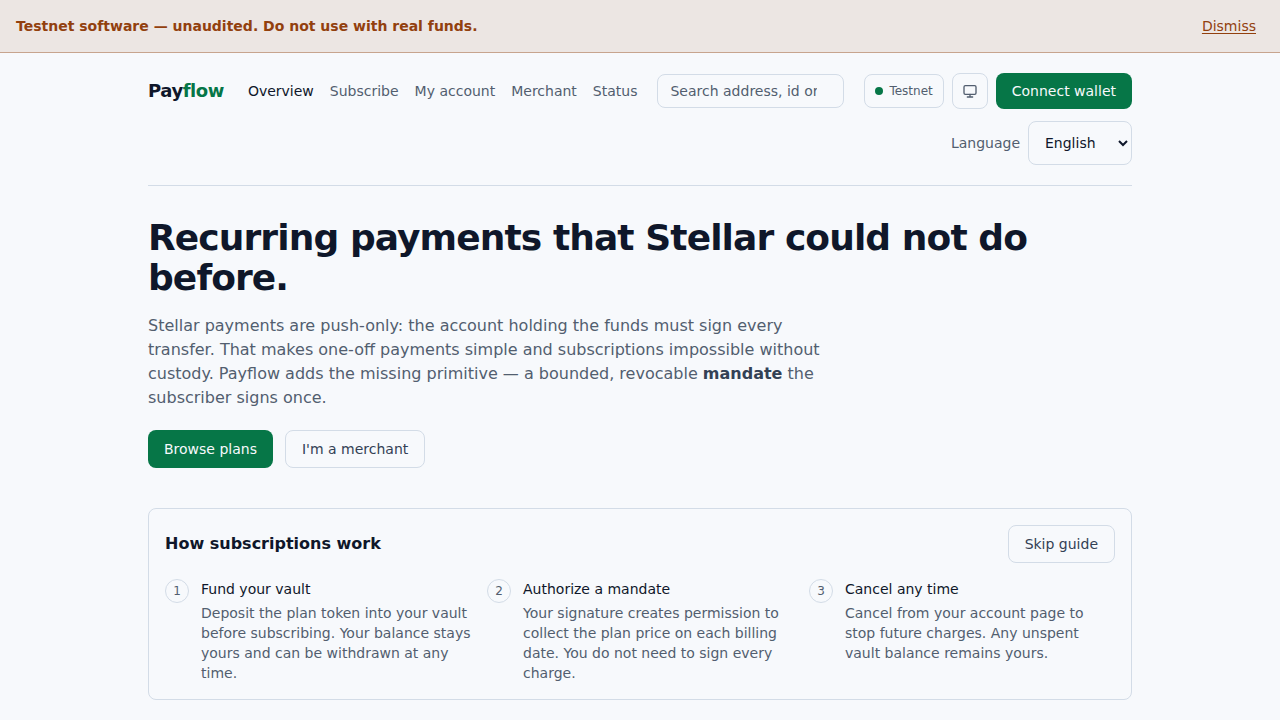 Testnet software — unaudited. Do not use with real funds.
Dismiss
Payflow
Overview
Subscribe
My account
Merchant
Status
Search address, id or
Testnet
Connect wallet
Language
English
Recurring payments that Stellar could not do
before.
Stellar payments are push-only: the account holding the funds must sign every
transfer. That makes one-off payments simple and subscriptions impossible without
custody. Payflow adds the missing primitive — a bounded, revocable mandate the
subscriber signs once.
Browse plans
I'm a merchant
How subscriptions work
Skip guide
1
Fund your vault
Deposit the plan token into your vault
before subscribing. Your balance stays
yours and can be withdrawn at any
time.
2
Authorize a mandate
Your signature creates permission to
collect the plan price on each billing
date. You do not need to sign every
charge.
3
Cancel any time
Cancel from your account page to
stop future charges. Any unspent
vault balance remains yours.